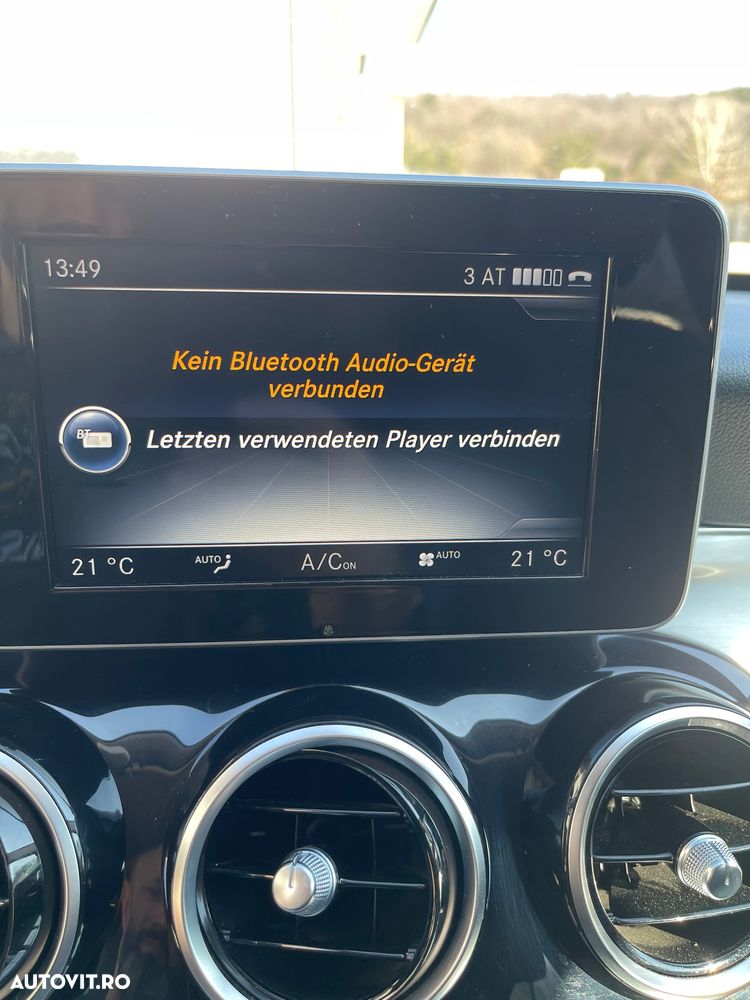 13:49 3 AT
Kein Bluetooth Audio-Gerät
verbunden
BT
Letzten verwendeten Player verbinden
21 °C AUTO A/C ON AUTO 21 °C
AUTOVIT.RO